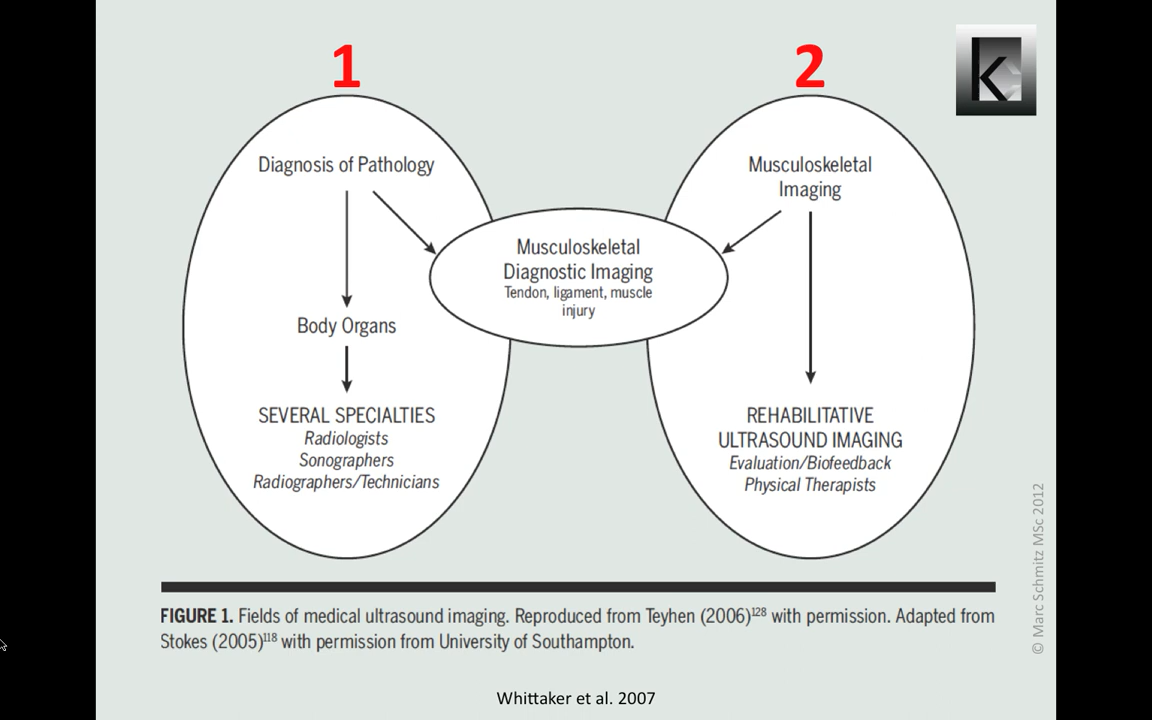 1
2
Diagnosis of Pathology
Body Organs
SEVERAL SPECIALTIES
Radiologists
Sonographers
Radiographers/Technicians
Musculoskeletal
Diagnostic Imaging
Tendon, ligament, muscle
injury
Musculoskeletal
Imaging
REHABILITATIVE
ULTRASOUND IMAGING
Evaluation/Biofeedback
Physical Therapists
k
© Marc Schmitz MSc 2012
FIGURE 1. Fields of medical ultrasound imaging. Reproduced from Teyhen (2006)128 with permission. Adapted from
Stokes (2005)118 with permission from University of Southampton.
Whittaker et al. 2007